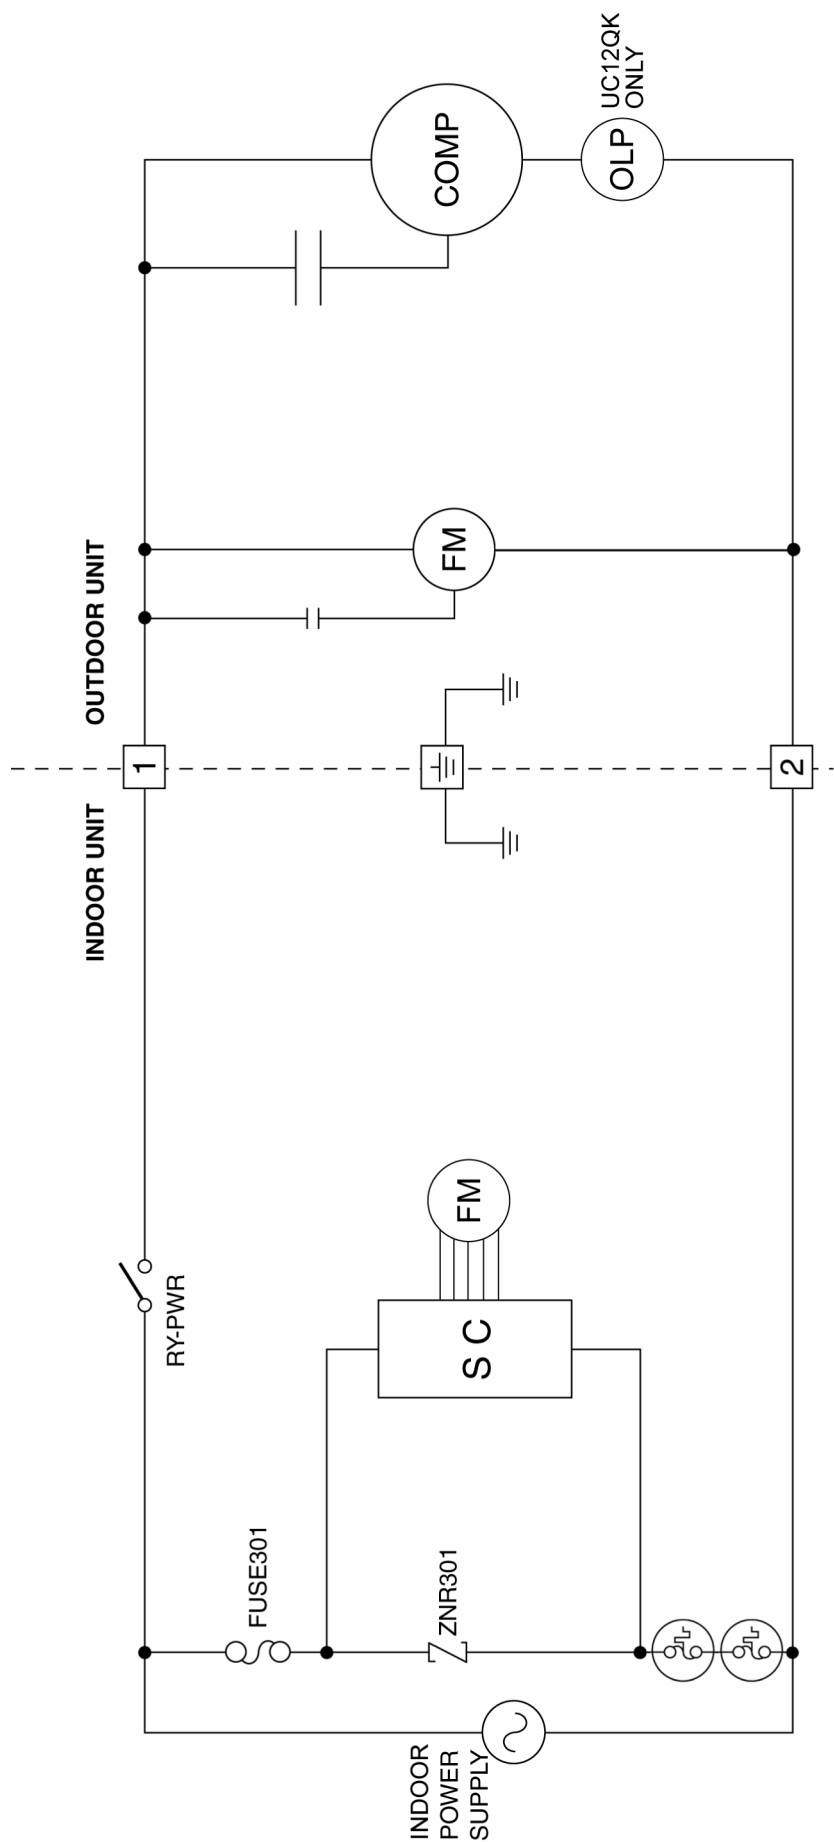 INDOOR UNIT
OUTDOOR UNIT
1
RY-PWR
FUSE301
COMP
FM
INDOOR
POWER
SUPPLY
ZNR301
S C
FM
OLP
UC12QK
ONLY
2